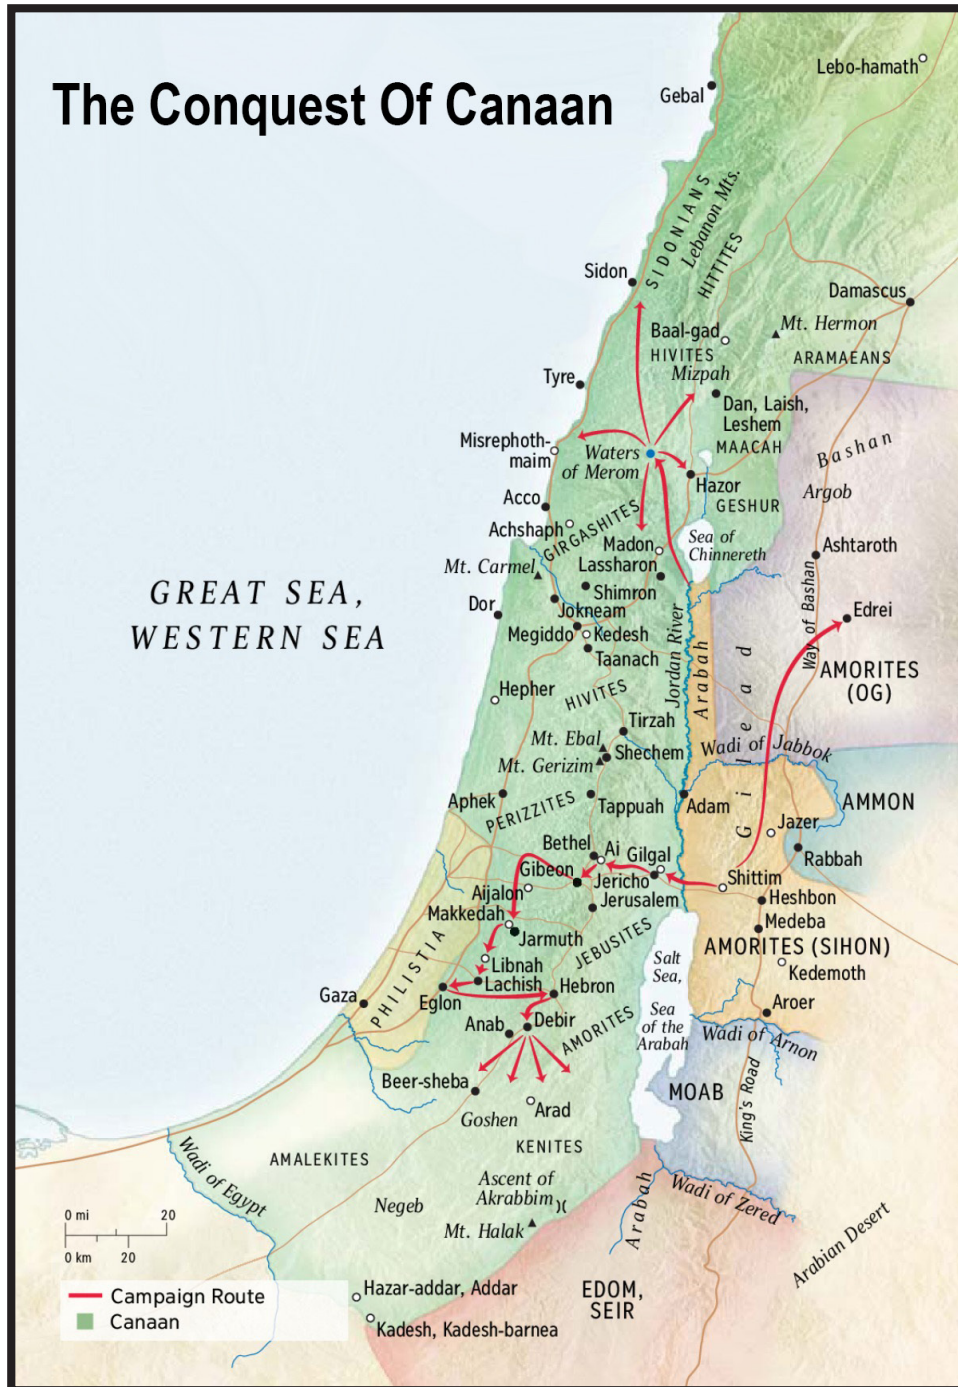 The Conquest Of Canaan
Lebo-hamath
Gebal
SIDONIANS
Lebanon Mts.
HITTITES
Sidon
Damascus
Baal-gad
Mt. Hermon
HIVITES
ARAMAEANS
Mizpah
Tyre
Dan, Laish,
Leshem
MAACAH
Bashan
Misrephoth-
maim
Waters
of Merom
Hazor
Argob
GESHUR
Acco
Achshaph
GIRGASHITES
Sea of
Chinnereth
Madon
Ashtaroth
Mt. Carmel
Lassharon
Shimron
Way of Bashan
GREAT SEA,
WESTERN SEA
Dor
Jokneam
Edrei
Megiddo
Kedesh
Taanach
Jordan River
Arabah
Gilead
AMORITES
(OG)
Hepher
HIVITES
Tirzah
Mt. Ebal
Shechem
Mt. Gerizim
Wadi of Jabbok
Aphek
PERIZZITES
Tappuah
Adam
AMMON
Jazer
Bethel
Ai
Gilgal
Rabbah
Gibeon
Jericho
Shittim
Aijalon
Jerusalem
Heshbon
Makkedah
Medeba
Jarmuth
JEBUSITES
AMORITES (SIHON)
PHILISTIA
Libnah
Salt
Sea,
Sea
of the
Arabah
Kedemoth
Gaza
Eglon
Lachish
Hebron
Aroer
Anab
Debir
AMORITES
Wadi of Arnon
Beer-sheba
MOAB
King's Road
Goshen
Arad
KENITES
AMALEKITES
Wadi of Egypt
Ascent of
Akrabbim
Negeb
Arabah
Wadi of Zered
Mt. Halak
Arabian Desert
0 mi 20
0 km 20
EDOM,
SEIR
Hazar-addar, Addar
Campaign Route
Canaan
Kadesh, Kadesh-barnea